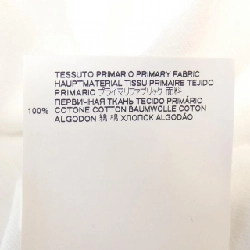 TESSUTO PRIMARIO PRIMARY FABRIC
HAUPTMATERIAL TISSU PRIMAIRE TEJIDO
PRIMARIO プライマリファブリック 面料
ПЕРВИЧНАЯ ТКАНЬ TECIDO PRIMÁRIO
100% COTONE COTTON BAUMWOLLE COTON
ALGODON 綿 棉 ХЛОПОК ALGODÃO